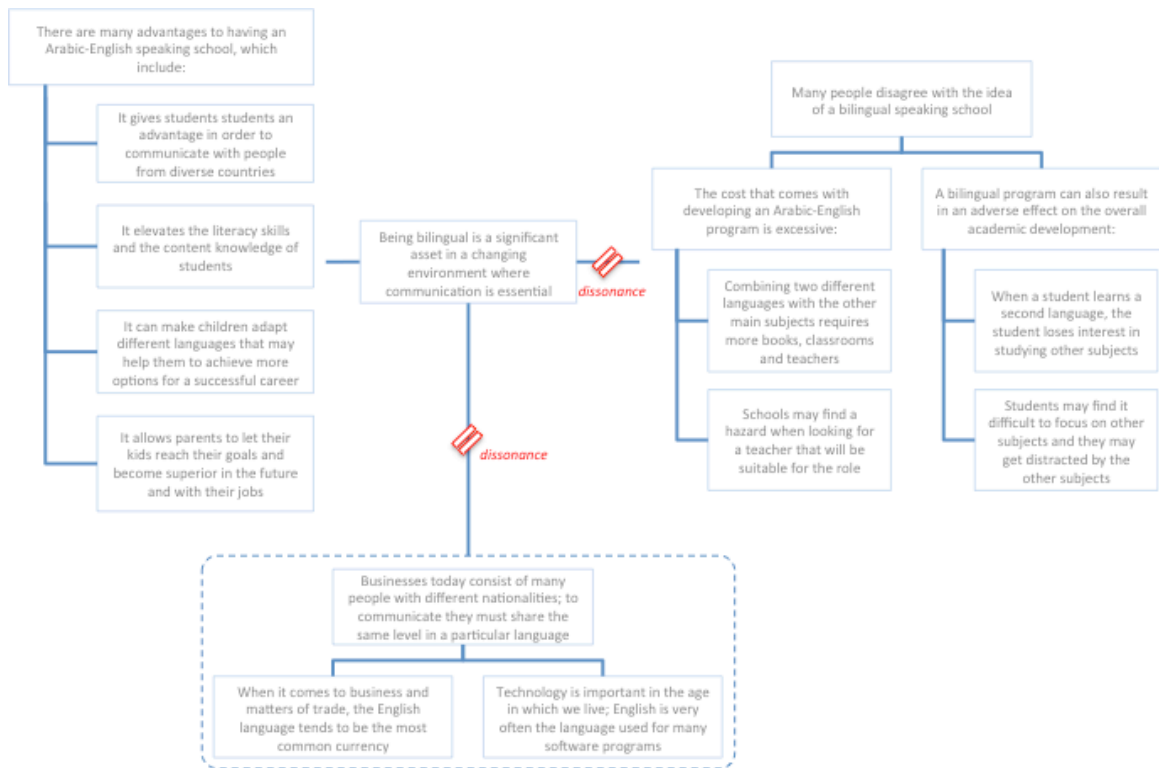 There are many advantages to having an
Arabic-English speaking school, which
include:
It gives students students an
advantage in order to
communicate with people
from diverse countries
It elevates the literacy skills
and the content knowledge of
students
It can make children adapt
different languages that may
help them to achieve more
options for a successful career
It allows parents to let their
kids reach their goals and
become superior in the future
and with their jobs
Being bilingual is a significant
asset in a changing
environment where
communication is essential
dissonance
dissonance
Many people disagree with the idea
of a bilingual speaking school
The cost that comes with
developing an Arabic-English
program is excessive:
Combining two different
languages with the other
main subjects requires
more books, classrooms
and teachers
Schools may find a
hazard when looking for
a teacher that will be
suitable for the role
A bilingual program can also result
in an adverse effect on the overall
academic development:
When a student learns a
second language, the
student loses interest in
studying other subjects
Students may find it
difficult to focus on other
subjects and they may
get distracted by the
other subjects
Businesses today consist of many
people with different nationalities; to
communicate they must share the
same level in a particular language
When it comes to business and
matters of trade, the English
language tends to be the most
common currency
Technology is important in the age
in which we live; English is very
often the language used for many
software programs